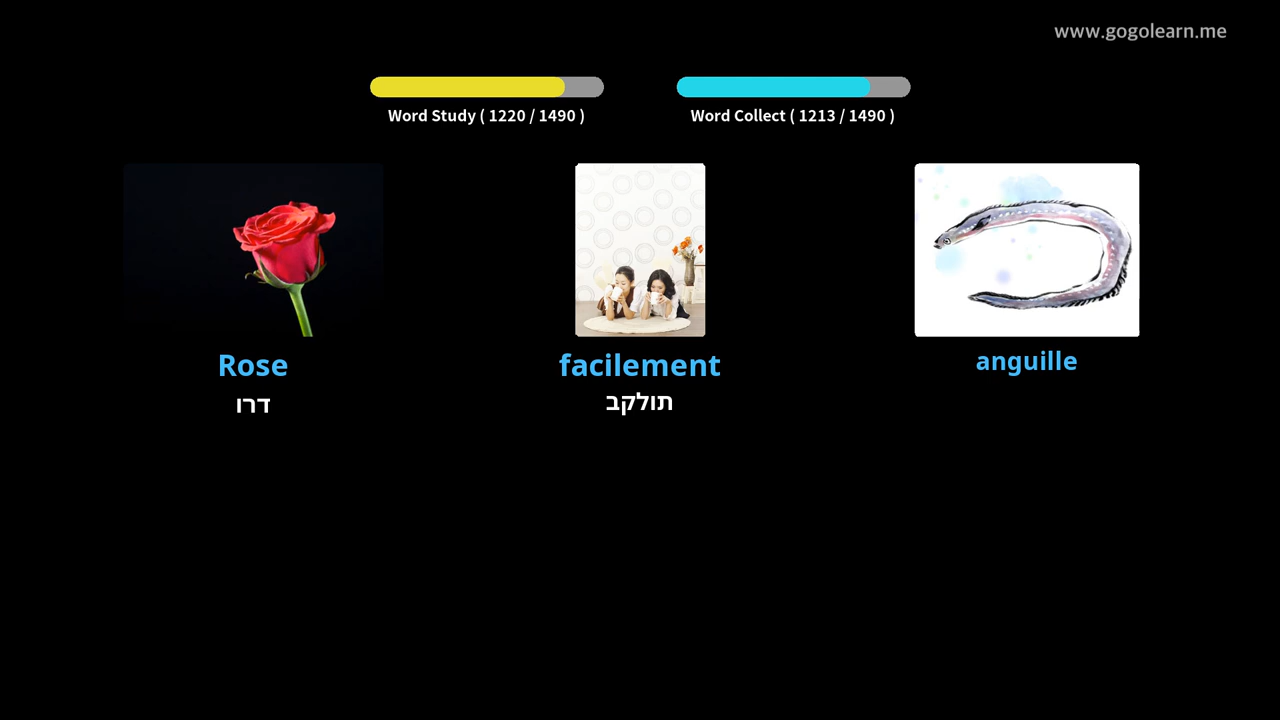 www.gogolearn.me
Word Study ( 1220 / 1490 )
Word Collect ( 1213 / 1490 )
Rose
דרו
facilement
תולקב
anguille